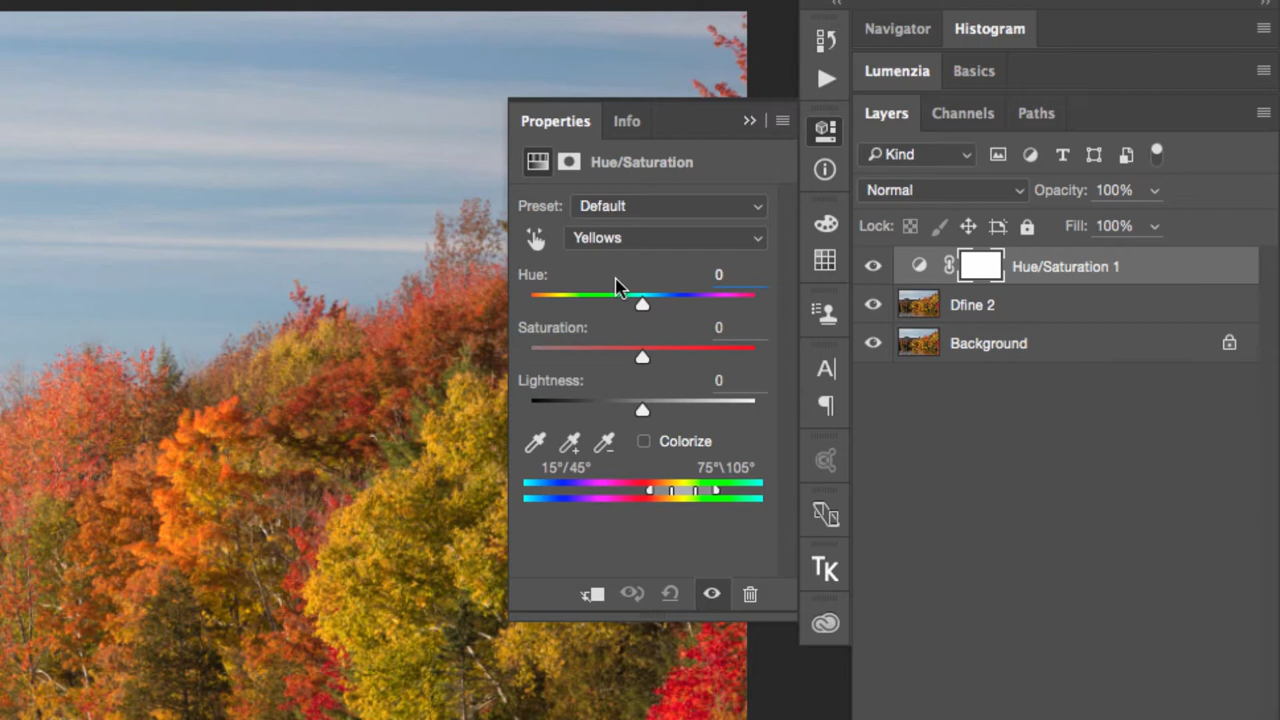 Navigator Histogram
Lumenzia Basics
Layers Channels Paths
Kind
Normal Opacity: 100%
Lock: Fill: 100%
Hue/Saturation 1
Dfine 2
Background
Properties Info
Hue/Saturation
Preset: Default
Yellows
Hue: 0
Saturation: 0
Lightness: 0
Colorize
15°/45° 75°\105°
A
TK